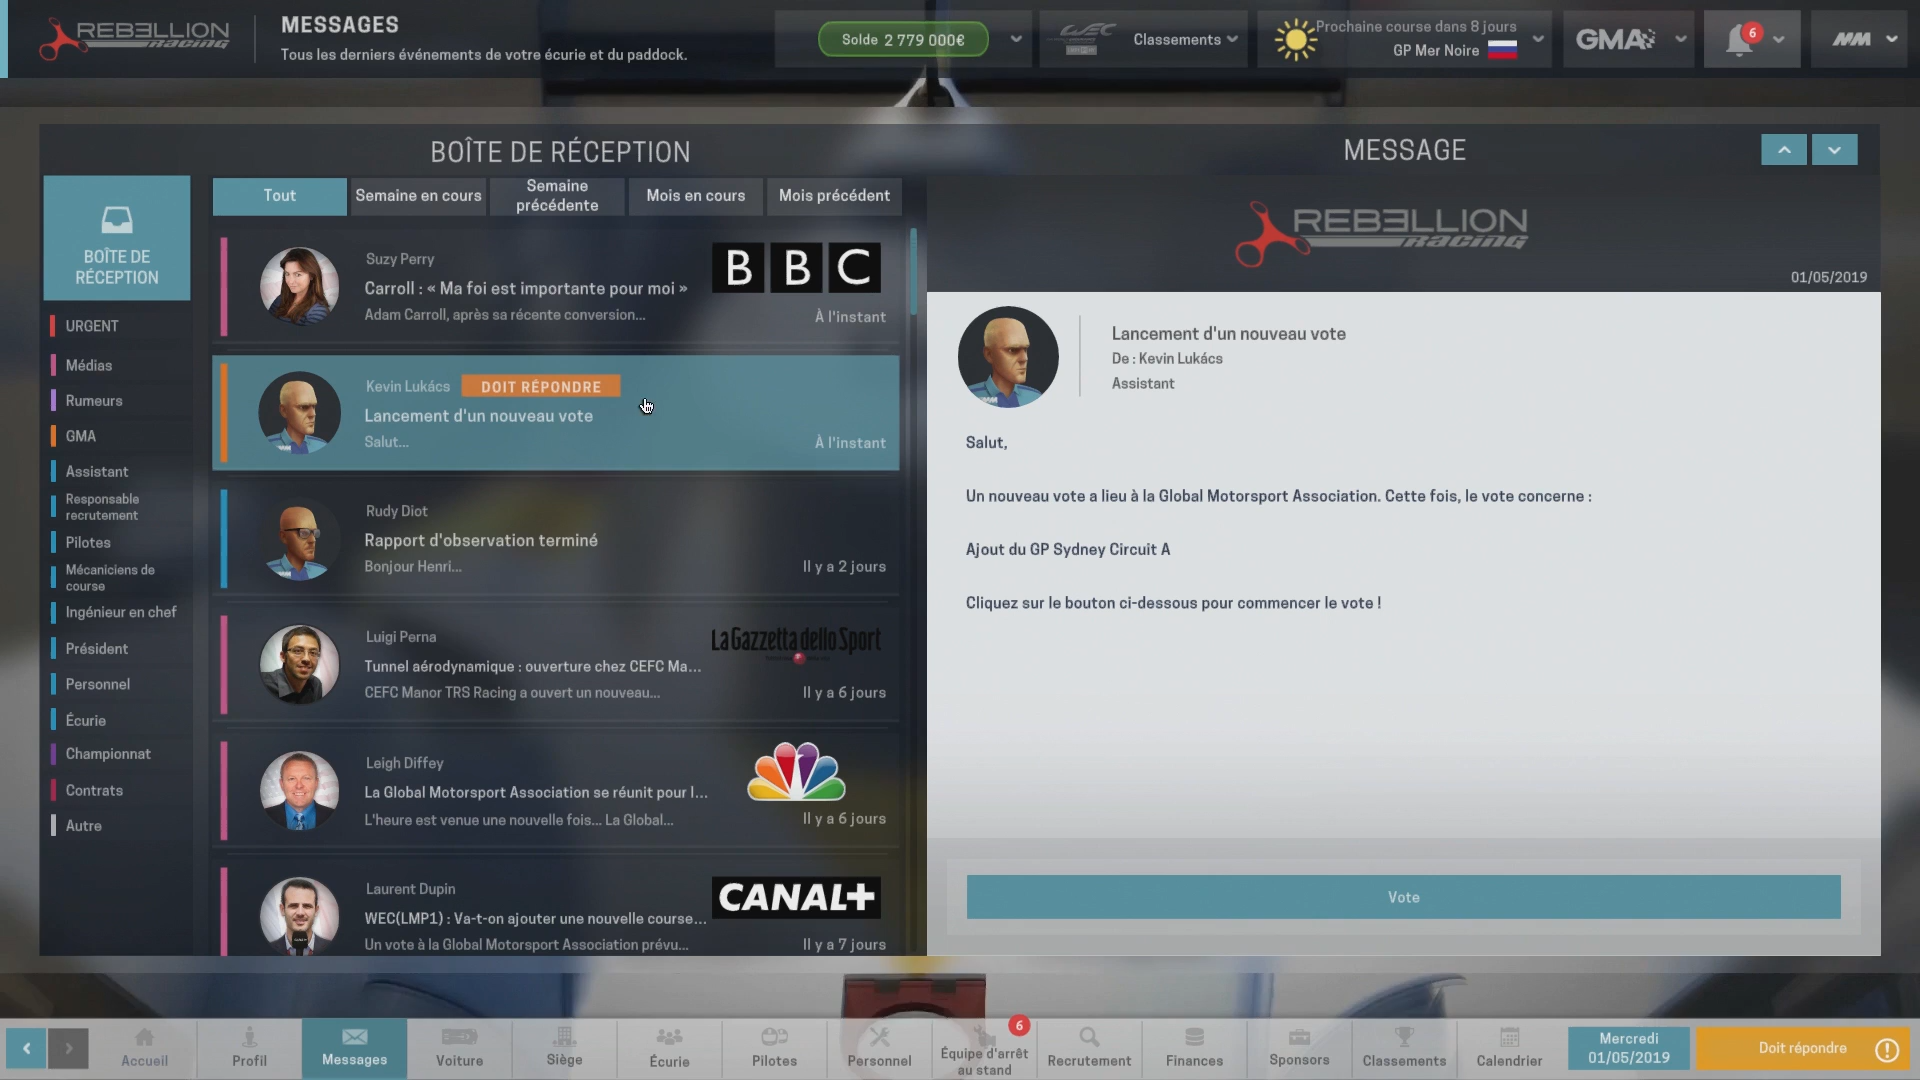 REBELLION
Racing
MESSAGES
Tous les derniers événements de votre écurie et du paddock.
Solde 2 779 000€
WEC
Classements
Prochaine course dans 8 jours
GP Mer Noire
GMA
6
MM
BOÎTE DE RÉCEPTION
BOÎTE DE
RÉCEPTION
URGENT
Médias
Rumeurs
GMA
Assistant
Responsable
recrutement
Pilotes
Mécaniciens de
course
Ingénieur en chef
Président
Personnel
Écurie
Championnat
Contrats
Autre
Tout
Semaine en cours
Semaine
précédente
Mois en cours
Mois précédent
Suzy Perry
BBC
Carroll : « Ma foi est importante pour moi »
Adam Carroll, après sa récente conversion...
À l'instant
Kevin Lukács
DOIT RÉPONDRE
Lancement d'un nouveau vote
Salut...
À l'instant
Rudy Diot
Rapport d'observation terminé
Bonjour Henri...
Il y a 2 jours
Luigi Perna
La Gazzetta dello Sport
Tunnel aérodynamique : ouverture chez CEFC Ma...
CEFC Manor TRS Racing a ouvert un nouveau...
Il y a 6 jours
Leigh Diffey
La Global Motorsport Association se réunit pour l...
L'heure est venue une nouvelle fois... La Global...
Il y a 6 jours
Laurent Dupin
CANAL+
WEC(LMP1) : Va-t-on ajouter une nouvelle course...
Un vote à la Global Motorsport Association prévu...
Il y a 7 jours
MESSAGE
REBELLION
Racing
01/05/2019
Lancement d'un nouveau vote
De : Kevin Lukács
Assistant
Salut,
Un nouveau vote a lieu à la Global Motorsport Association. Cette fois, le vote concerne :
Ajout du GP Sydney Circuit A
Cliquez sur le bouton ci-dessous pour commencer le vote !
Vote
Accueil
Profil
Messages
Voiture
Siège
Écurie
Pilotes
Personnel
6
Équipe d'arrêt
au stand
Recrutement
Finances
Sponsors
Classements
Calendrier
Mercredi
01/05/2019
Doit répondre